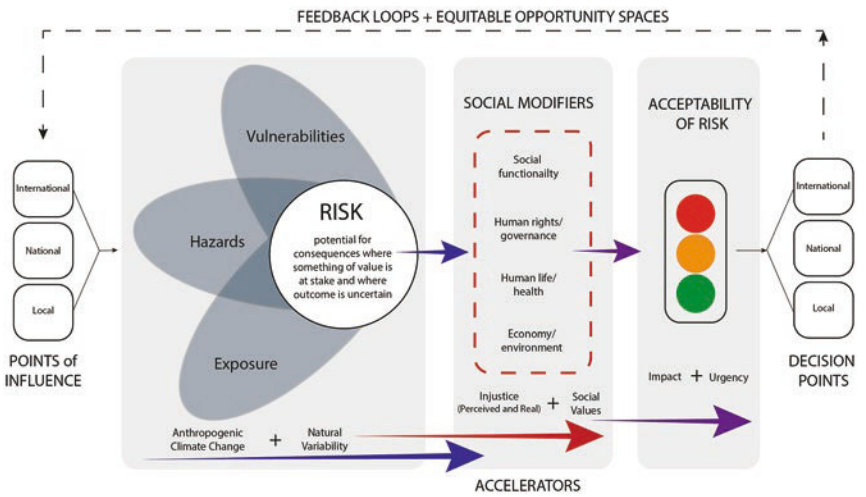 FEEDBACK LOOPS + EQUITABLE OPPORTUNITY SPACES
International
National
Local
POINTS of
INFLUENCE
Vulnerabilities
Hazards
Exposure
RISK
potential for
consequences where
something of value is
at stake and where
outcome is uncertain
Anthropogenic
Climate Change
+
Natural
Variability
SOCIAL MODIFIERS
Social
functionailty
Human rights/
governance
Human life/
health
Economy/
environment
Injustice
(Perceived and Real)
+
Social
Values
ACCEPTABILITY
OF RISK
Impact + Urgency
International
National
Local
DECISION
POINTS
ACCELERATORS